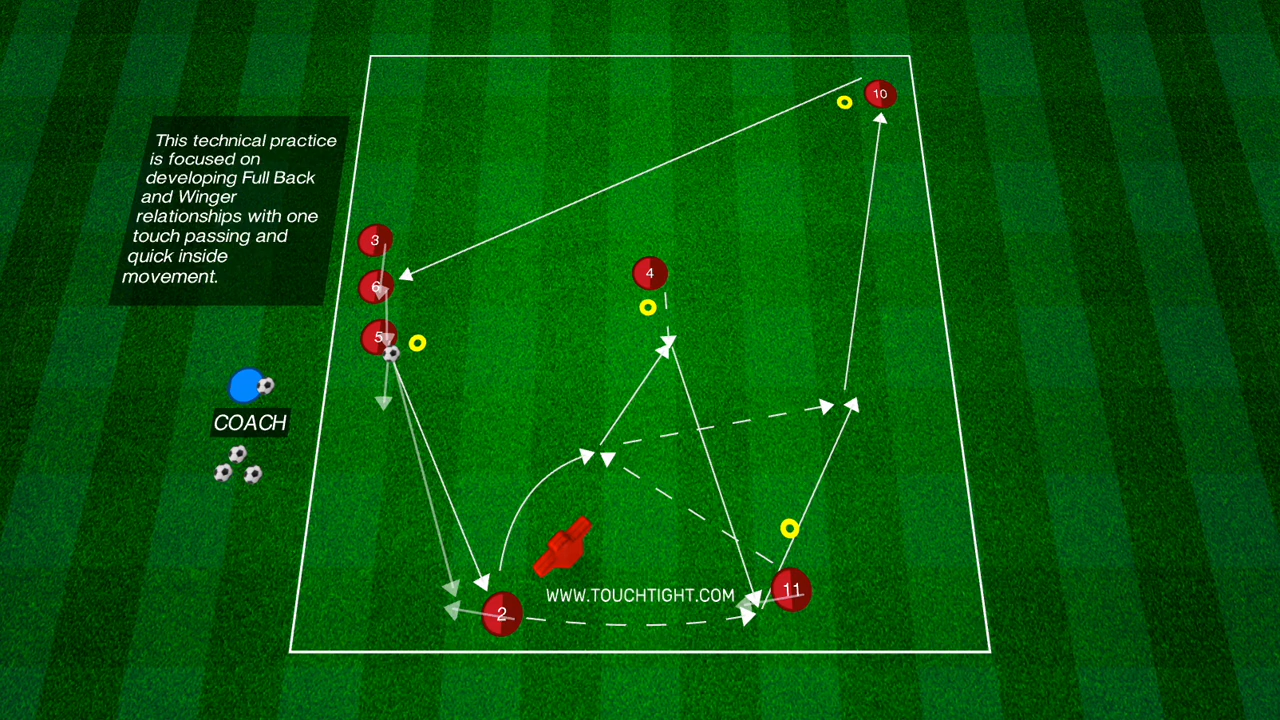 This technical practice
is focused on
developing Full Back
and Winger
relationships with one
touch passing and
quick inside
movement.
10
3
6
4
5
COACH
WWW.TOUCHTIGHT.COM
11
2